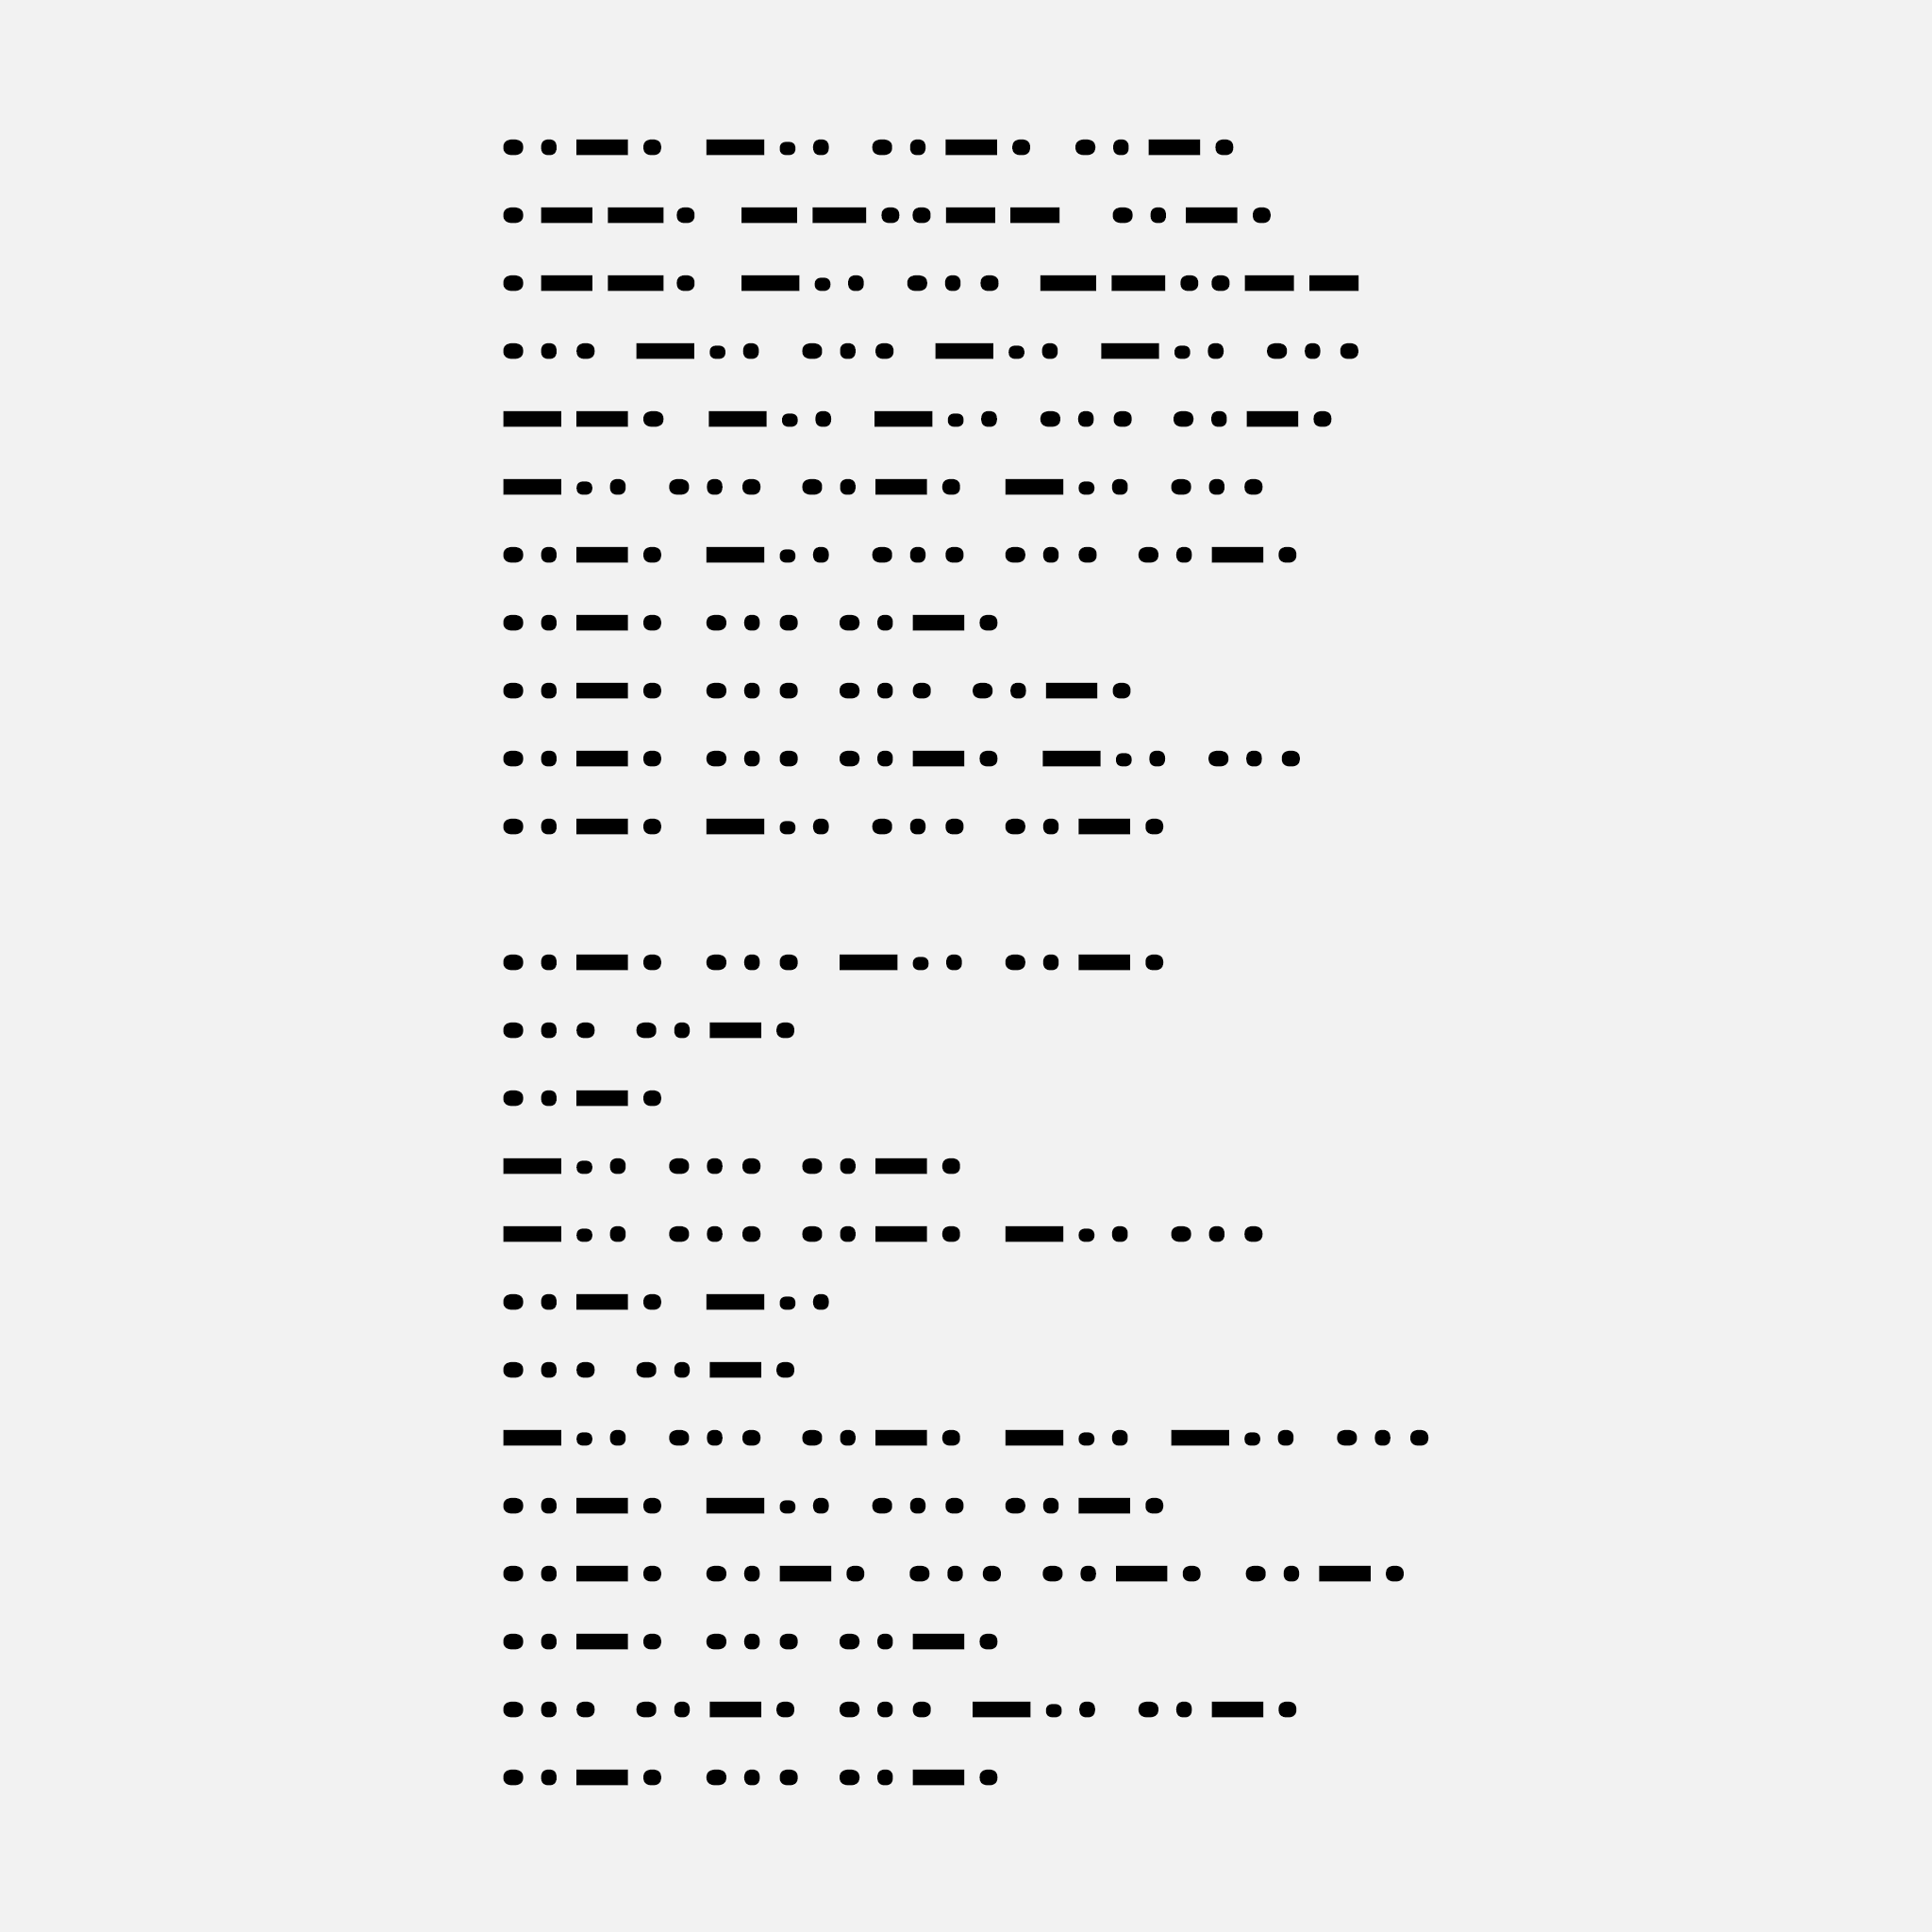 ..-. -.. ..-. ..-.
.--. --..-- ..-.
.--. -.. ... --..--
... -.. ... -.. -.. ...
--. -.. -.. ... ..-.
-.. ... ..-. -.. ...
..-. -.. ... ... ..-.
..-. ... ..-.
..-. ... ... ..-.
..-. ... ..-. -.. ...
..-. -.. ... ..-.
..-. ... -.. ..-.
... ..-.
..-.
-.. ... ..-.
-.. ... ..-. -.. ...
..-. -..
... ..-.
-.. ... ..-. -.. -.. ...
..-. -.. ... ..-.
..-. ..-. ... ..-. ..-.
..-. ... ..-.
... ..-. ... -.. ..-.
..-. ... ..-.